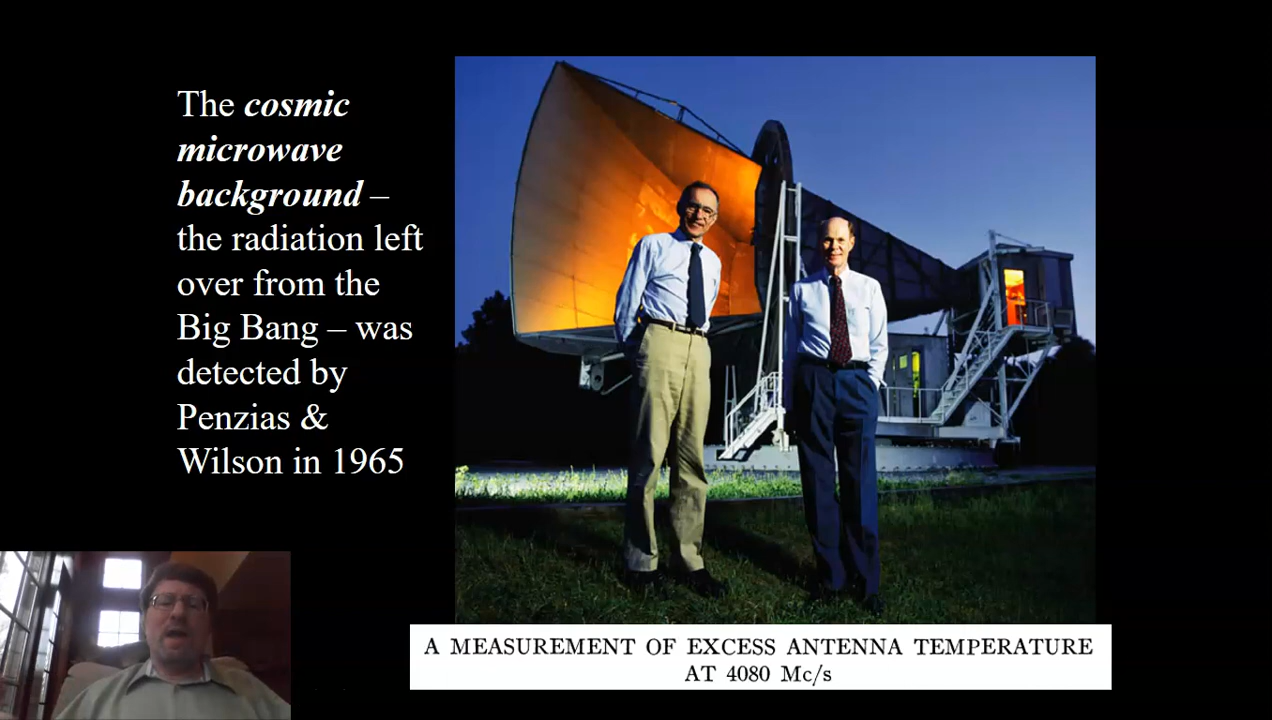 The cosmic
microwave
background –
the radiation left
over from the
Big Bang – was
detected by
Penzias &
Wilson in 1965
A MEASUREMENT OF EXCESS ANTENNA TEMPERATURE
AT 4080 Mc/s